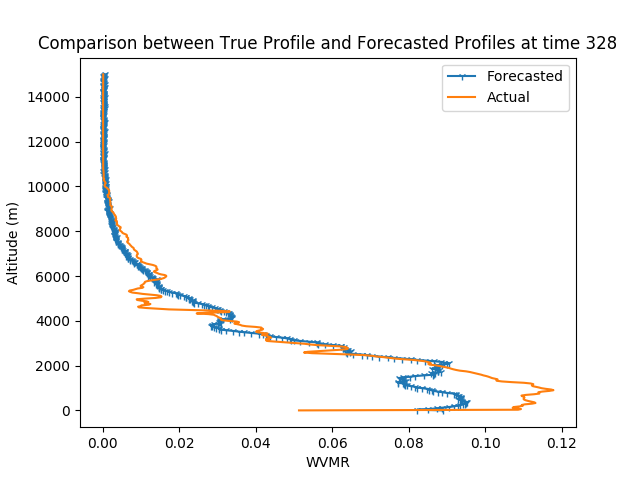 Comparison between True Profile and Forecasted Profiles at time 328
Forecasted
Actual
14000
12000
10000
8000
6000
4000
2000
0
Altitude (m)
0.00 0.02 0.04 0.06 0.08 0.10 0.12
WVMR